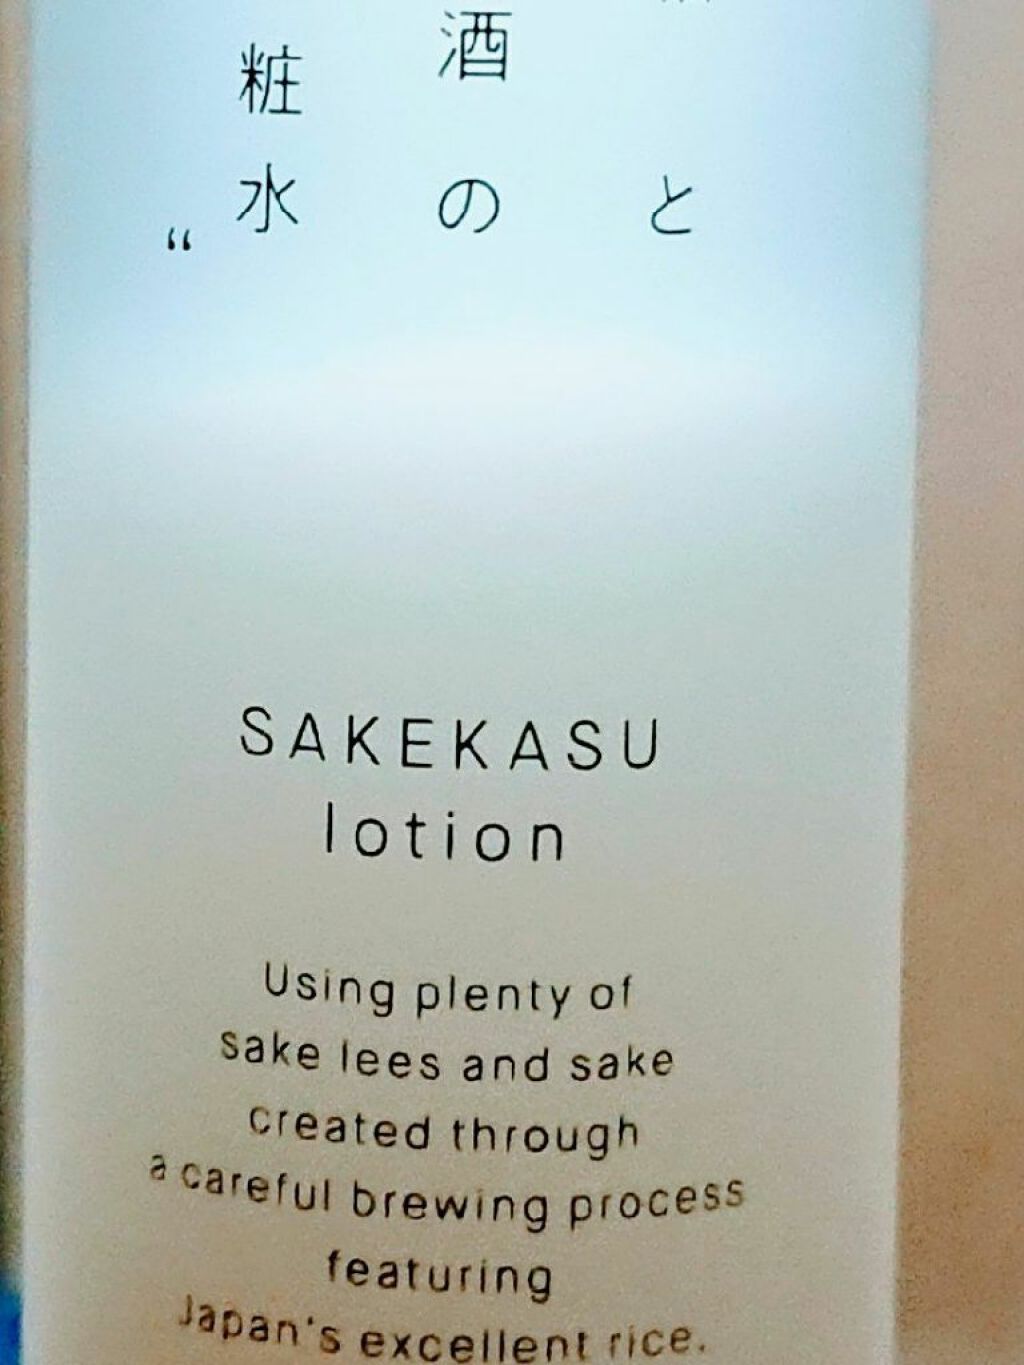 と
酒の
粧水“
SAKEKASU
lotion
Using plenty of
sake lees and sake
created through
a careful brewing process
featuring
Japan's excellent rice.